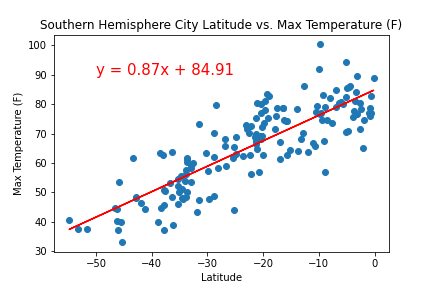 Southern Hemisphere City Latitude vs. Max Temperature (F)
100
y = 0.87x + 84.91
90
80
70
Max Temperature (F)
60
50
40
30
−50 −40 −30 −20 −10 0
Latitude